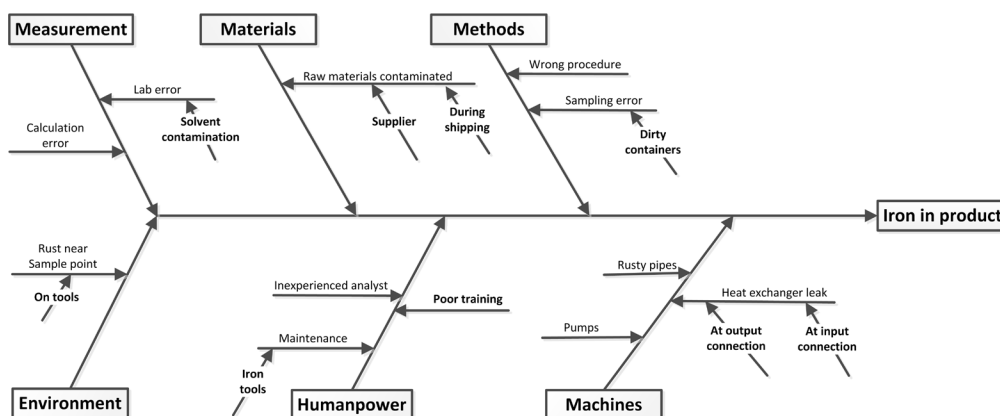 Measurement
Materials
Methods
Wrong procedure
Raw materials contaminated
Lab error
Sampling error
Solvent
contamination
Supplier
During
shipping
Calculation
error
Dirty
containers
Iron in product
Rust near
Sample point
On tools
Rusty pipes
Inexperienced analyst
Poor training
Heat exchanger leak
Pumps
At output
connection
At input
connection
Maintenance
Iron
tools
Environment
Humanpower
Machines